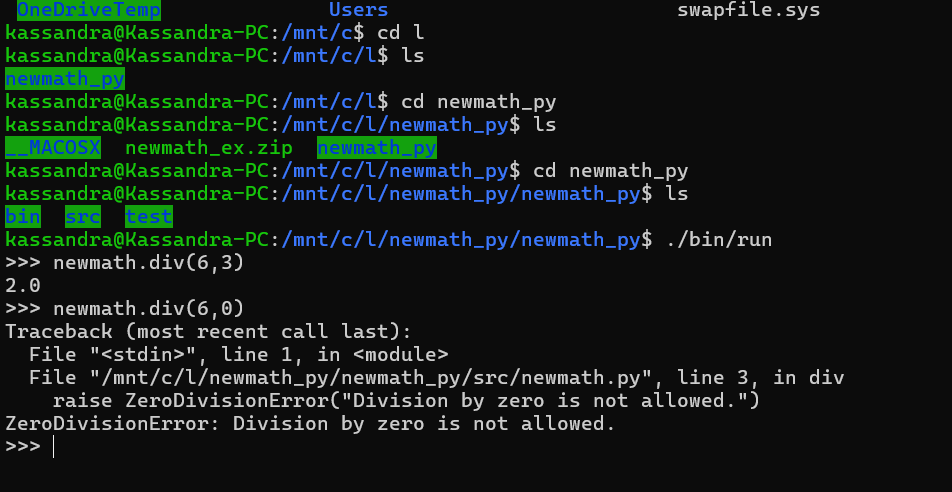 OneDriveTemp Users swapfile.sys
kassandra@Kassandra-PC:/mnt/c$ cd l
kassandra@Kassandra-PC:/mnt/c/l$ ls
newmath_py
kassandra@Kassandra-PC:/mnt/c/l$ cd newmath_py
kassandra@Kassandra-PC:/mnt/c/l/newmath_py$ ls
__MACOSX newmath_ex.zip newmath_py
kassandra@Kassandra-PC:/mnt/c/l/newmath_py$ cd newmath_py
kassandra@Kassandra-PC:/mnt/c/l/newmath_py/newmath_py$ ls
bin src test
kassandra@Kassandra-PC:/mnt/c/l/newmath_py/newmath_py$ ./bin/run
>>> newmath.div(6,3)
2.0
>>> newmath.div(6,0)
Traceback (most recent call last):
  File "<stdin>", line 1, in <module>
  File "/mnt/c/l/newmath_py/newmath_py/src/newmath.py", line 3, in div
    raise ZeroDivisionError("Division by zero is not allowed.")
ZeroDivisionError: Division by zero is not allowed.
>>>